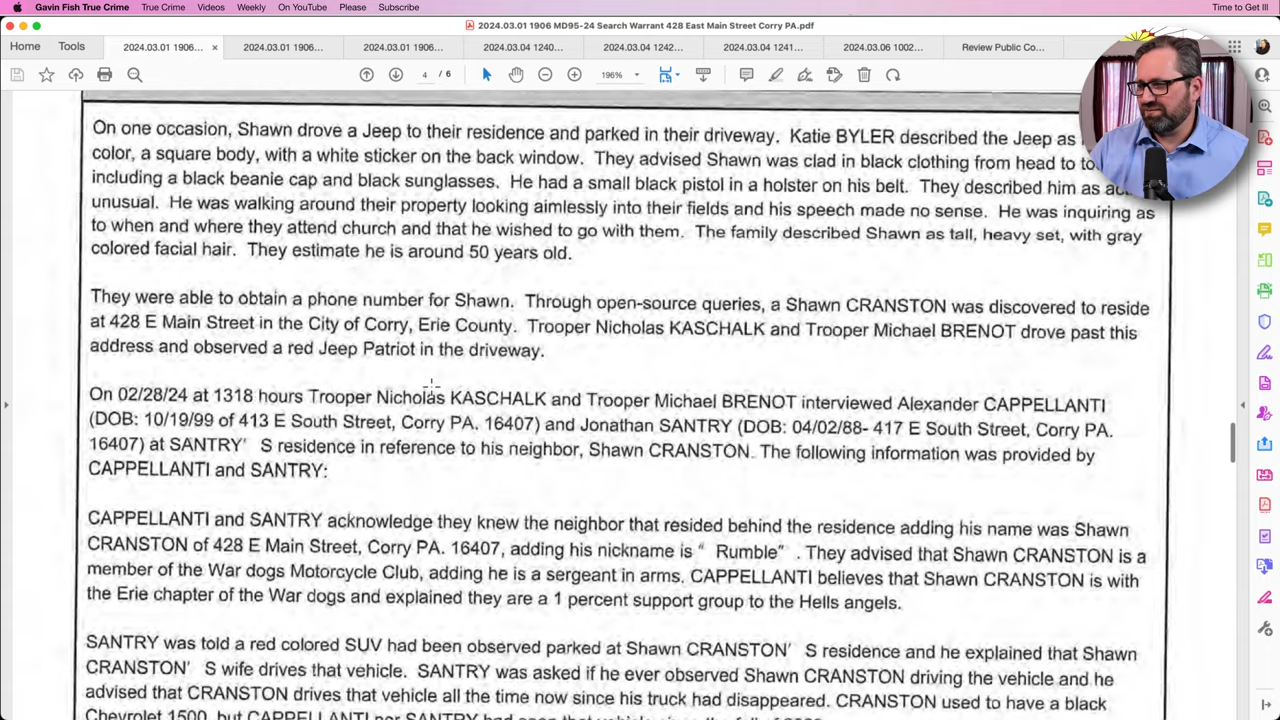 Gavin Fish True Crime True Crime Videos Weekly On YouTube Please Subscribe Time to Get Ill
2024.03.01 1906 MD95-24 Search Warrant 428 East Main Street Corry PA.pdf
Home Tools 2024.03.01 1906... × 2024.03.01 1906... 2024.03.01 1906... 2024.03.04 1240... 2024.03.04 1242... 2024.03.04 1241... 2024.03.06 1002... Review Public Co...
4 / 6 196%
On one occasion, Shawn drove a Jeep to their residence and parked in their driveway. Katie BYLER described the Jeep as
color, a square body, with a white sticker on the back window. They advised Shawn was clad in black clothing from head to
including a black beanie cap and black sunglasses. He had a small black pistol in a holster on his belt. They described him as
unusual. He was walking around their property looking aimlessly into their fields and his speech made no sense. He was inquiring as
to when and where they attend church and that he wished to go with them. The family described Shawn as tall, heavy set, with gray
colored facial hair. They estimate he is around 50 years old.
They were able to obtain a phone number for Shawn. Through open-source queries, a Shawn CRANSTON was discovered to reside
at 428 E Main Street in the City of Corry, Erie County. Trooper Nicholas KASCHALK and Trooper Michael BRENOT drove past this
address and observed a red Jeep Patriot in the driveway.
On 02/28/24 at 1318 hours Trooper Nicholas KASCHALK and Trooper Michael BRENOT interviewed Alexander CAPPELLANTI
(DOB: 10/19/99 of 413 E South Street, Corry PA. 16407) and Jonathan SANTRY (DOB: 04/02/88- 417 E South Street, Corry PA.
16407) at SANTRY' S residence in reference to his neighbor, Shawn CRANSTON. The following information was provided by
CAPPELLANTI and SANTRY:
CAPPELLANTI and SANTRY acknowledge they knew the neighbor that resided behind the residence adding his name was Shawn
CRANSTON of 428 E Main Street, Corry PA. 16407, adding his nickname is “ Rumble” . They advised that Shawn CRANSTON is a
member of the War dogs Motorcycle Club, adding he is a sergeant in arms. CAPPELLANTI believes that Shawn CRANSTON is with
the Erie chapter of the War dogs and explained they are a 1 percent support group to the Hells angels.
SANTRY was told a red colored SUV had been observed parked at Shawn CRANSTON' S residence and he explained that Shawn
CRANSTON' S wife drives that vehicle. SANTRY was asked if he ever observed Shawn CRANSTON driving the vehicle and he
advised that CRANSTON drives that vehicle all the time now since his truck had disappeared. CRANSTON used to have a black
Chevrolet 1500, but CAPPELLANTI nor SANTRY had seen that vehicle since the fall of